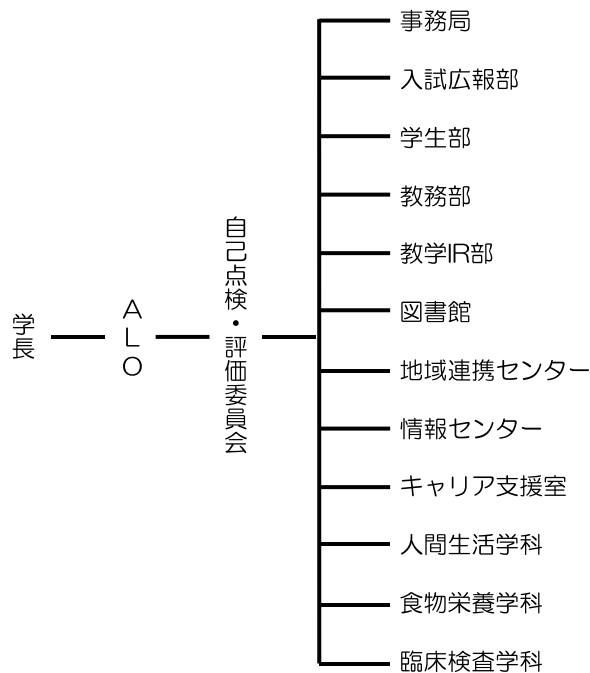 学長
ALO
自己点検・評価委員会
事務局
入試広報部
学生部
教務部
教学IR部
図書館
地域連携センター
情報センター
キャリア支援室
人間生活学科
食物栄養学科
臨床検査学科